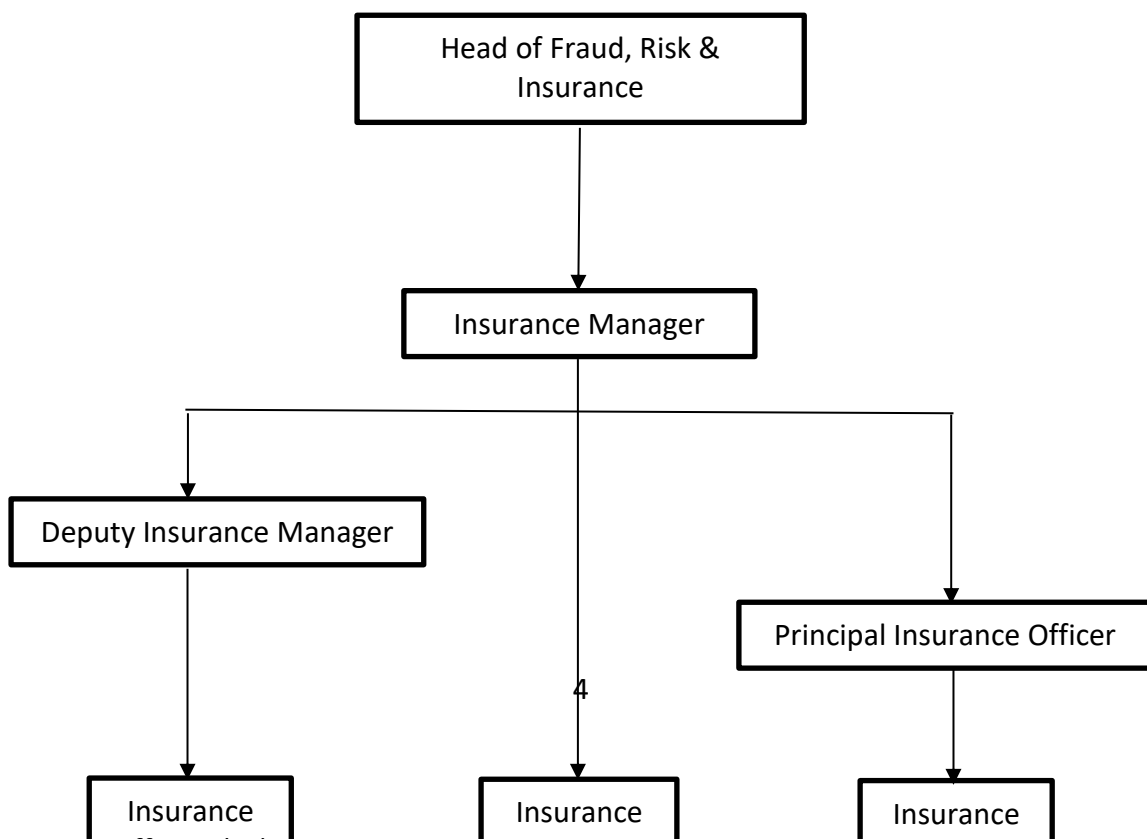 Head of Fraud, Risk &
Insurance
Insurance Manager
Deputy Insurance Manager
Principal Insurance Officer
4
Insurance
Insurance
Insurance